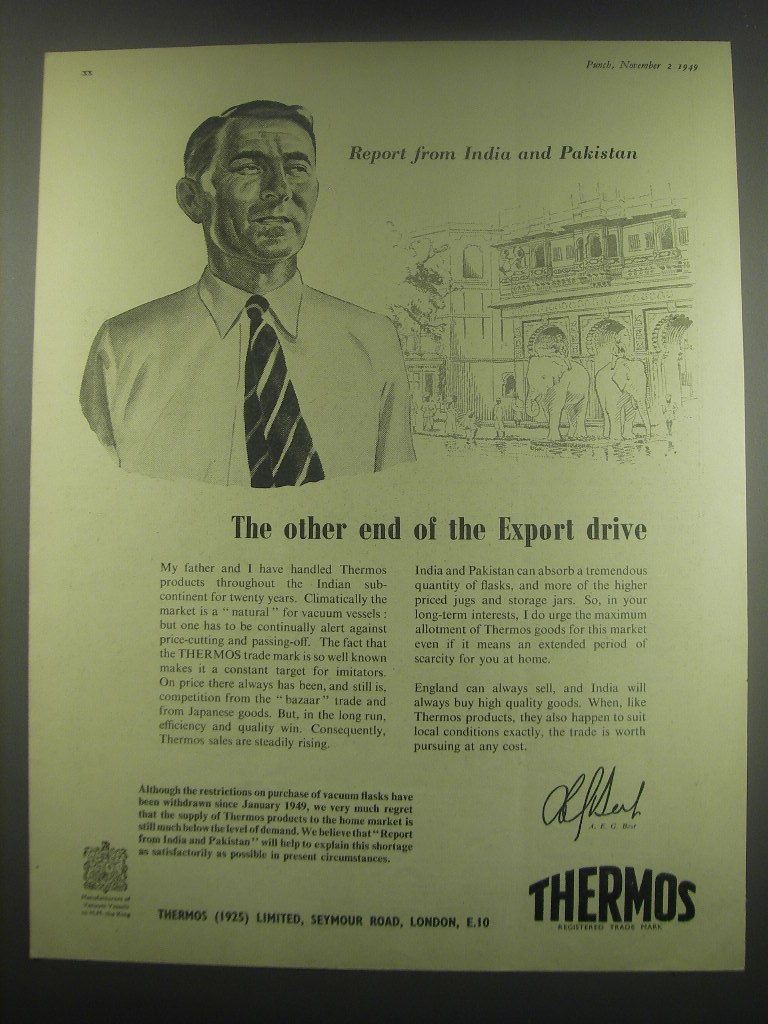 xx
Punch, November 2 1949
Report from India and Pakistan
The other end of the Export drive
My father and I have handled Thermos
products throughout the Indian sub-
continent for twenty years. Climatically the
market is a "natural" for vacuum vessels :
but one has to be continually alert against
price-cutting and passing-off. The fact that
the THERMOS trade mark is so well known
makes it a constant target for imitators.
On price there always has been, and still is,
competition from the "bazaar" trade and
from Japanese goods. But, in the long run,
efficiency and quality win. Consequently,
Thermos sales are steadily rising.
India and Pakistan can absorb a tremendous
quantity of flasks, and more of the higher
priced jugs and storage jars. So, in your
long-term interests, I do urge the maximum
allotment of Thermos goods for this market
even if it means an extended period of
scarcity for you at home.
England can always sell, and India will
always buy high quality goods. When, like
Thermos products, they also happen to suit
local conditions exactly, the trade is worth
pursuing at any cost.
Although the restrictions on purchase of vacuum flasks have
been withdrawn since January 1949, we very much regret
that the supply of Thermos products to the home market is
still much below the level of demand. We believe that "Report
from India and Pakistan" will help to explain this shortage
as satisfactorily as possible in present circumstances.
A. E. G. Best
Manufacturers of
Vacuum Vessels
to H.M. the King
THERMOS (1925) LIMITED, SEYMOUR ROAD, LONDON, E.10
THERMOS
REGISTERED TRADE MARK